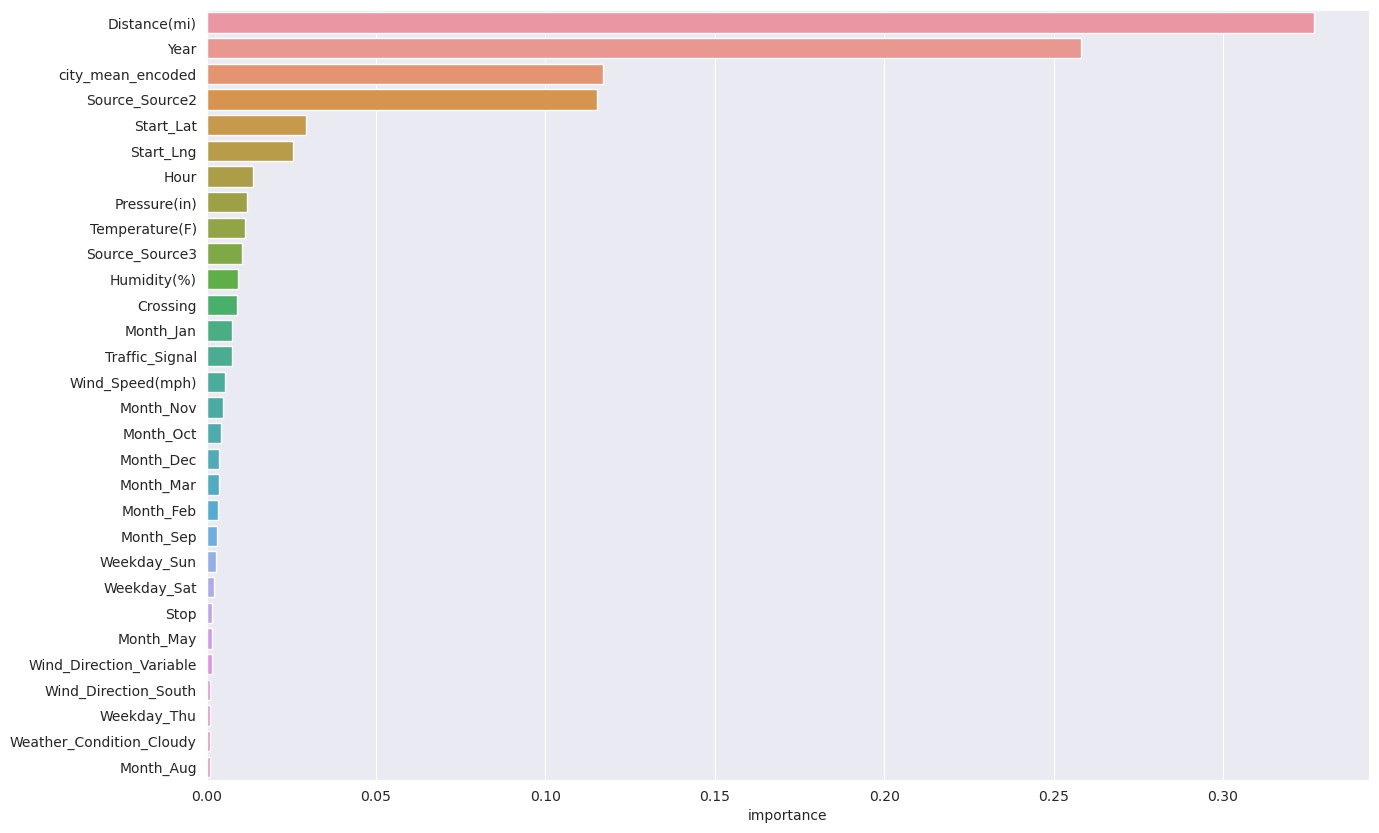 Distance(mi)
Year
city_mean_encoded
Source_Source2
Start_Lat
Start_Lng
Hour
Pressure(in)
Temperature(F)
Source_Source3
Humidity(%)
Crossing
Month_Jan
Traffic_Signal
Wind_Speed(mph)
Month_Nov
Month_Oct
Month_Dec
Month_Mar
Month_Feb
Month_Sep
Weekday_Sun
Weekday_Sat
Stop
Month_May
Wind_Direction_Variable
Wind_Direction_South
Weekday_Thu
Weather_Condition_Cloudy
Month_Aug
0.00 0.05 0.10 0.15 0.20 0.25 0.30
importance